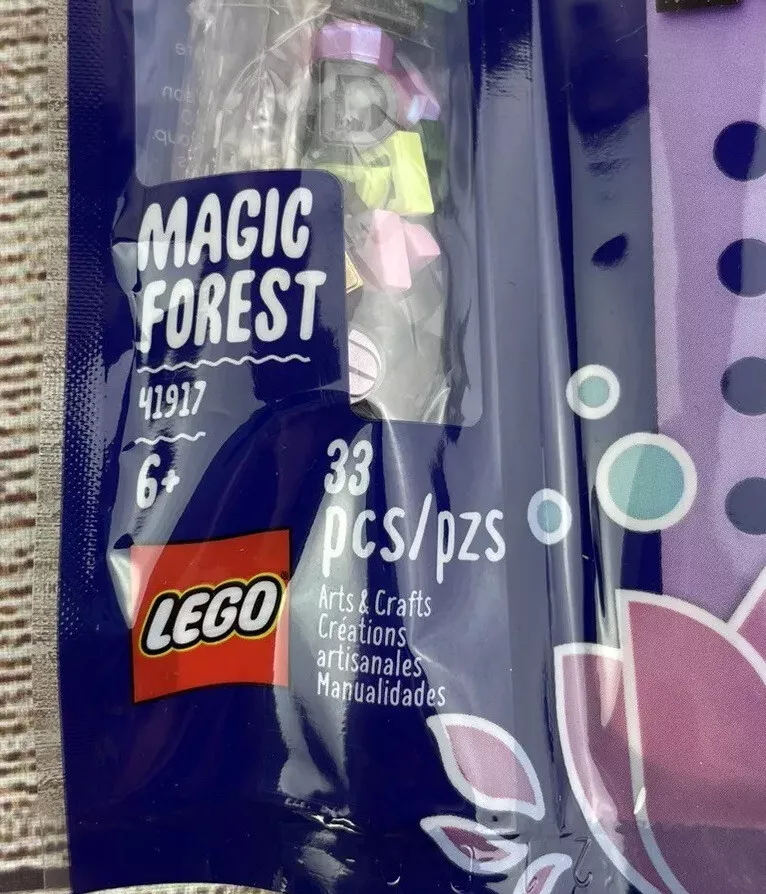 MAGIC
FOREST
41917
6+
33
pcs/pzs
LEGO
Arts & Crafts
Créations
artisanales
Manualidades